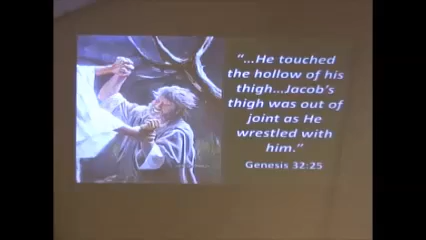 “...He touched
the hollow of his
thigh...Jacob’s
thigh was out of
joint as He
wrestled with
him.”
Genesis 32:25